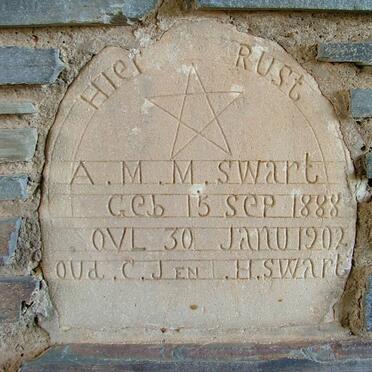 Hier Rust
A. M. M. Swart
Geb 15 Sep 1888
OVL 30 JANU 1902
OUd. C. J EN . H. SWArt